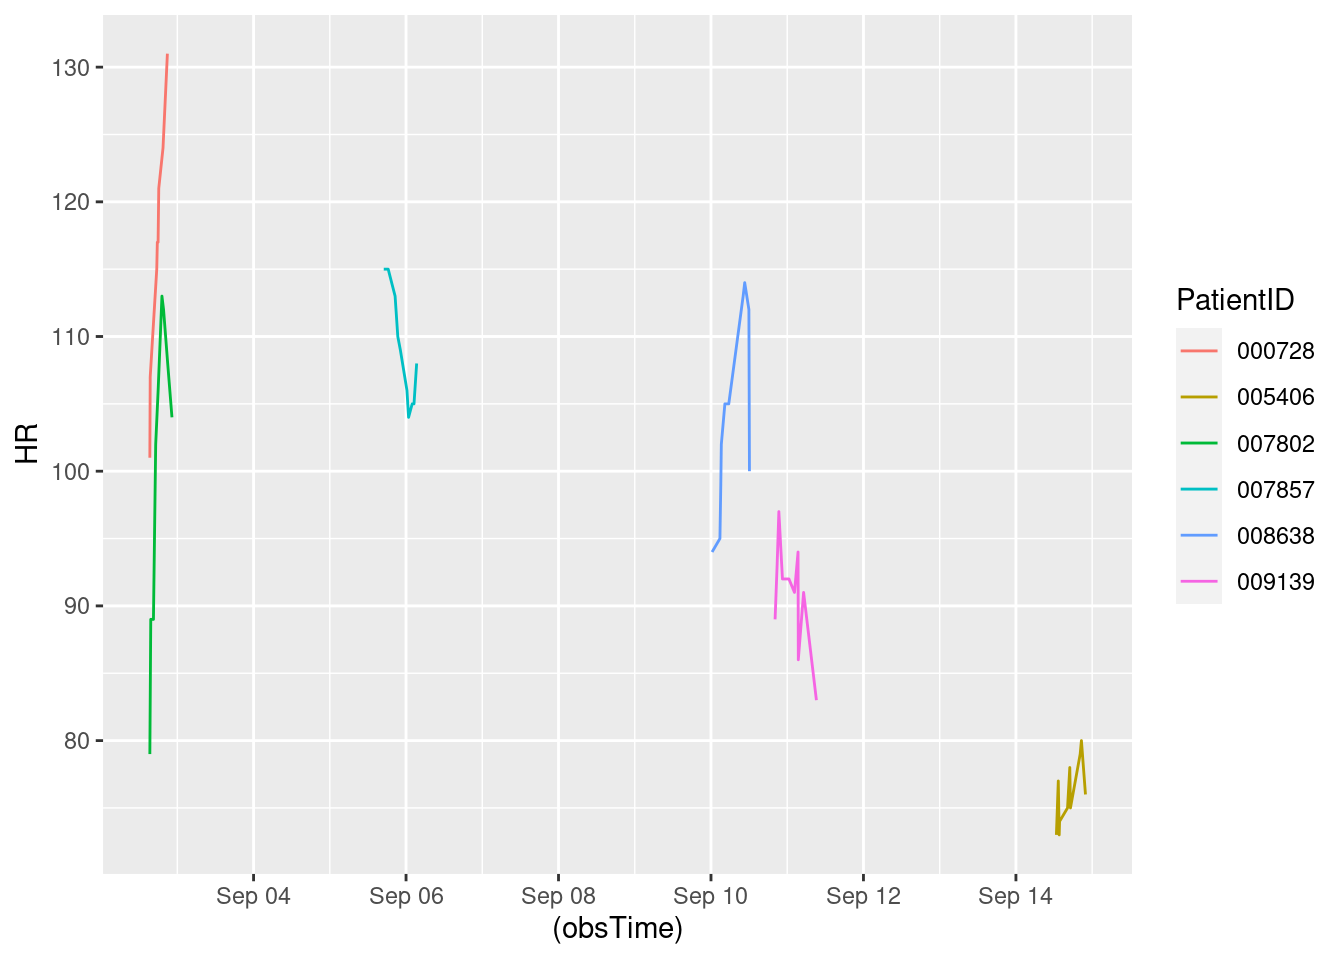 HR
130
120
110
100
90
80
Sep 04
Sep 06
Sep 08
Sep 10
Sep 12
Sep 14
(obsTime)
PatientID
000728
005406
007802
007857
008638
009139